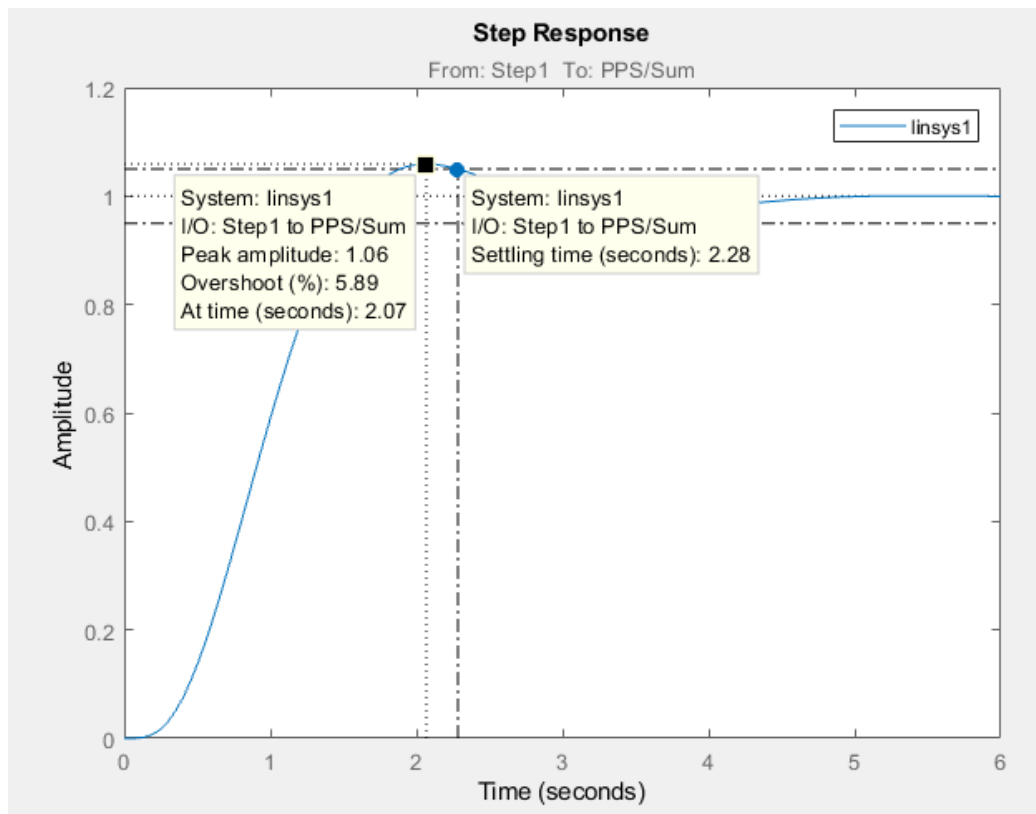 Step Response
From: Step1 To: PPS/Sum
linsys1
System: linsys1
I/O: Step1 to PPS/Sum
Peak amplitude: 1.06
Overshoot (%): 5.89
At time (seconds): 2.07
System: linsys1
I/O: Step1 to PPS/Sum
Settling time (seconds): 2.28
Amplitude
1.2
1
0.8
0.6
0.4
0.2
0
0 1 2 3 4 5 6
Time (seconds)